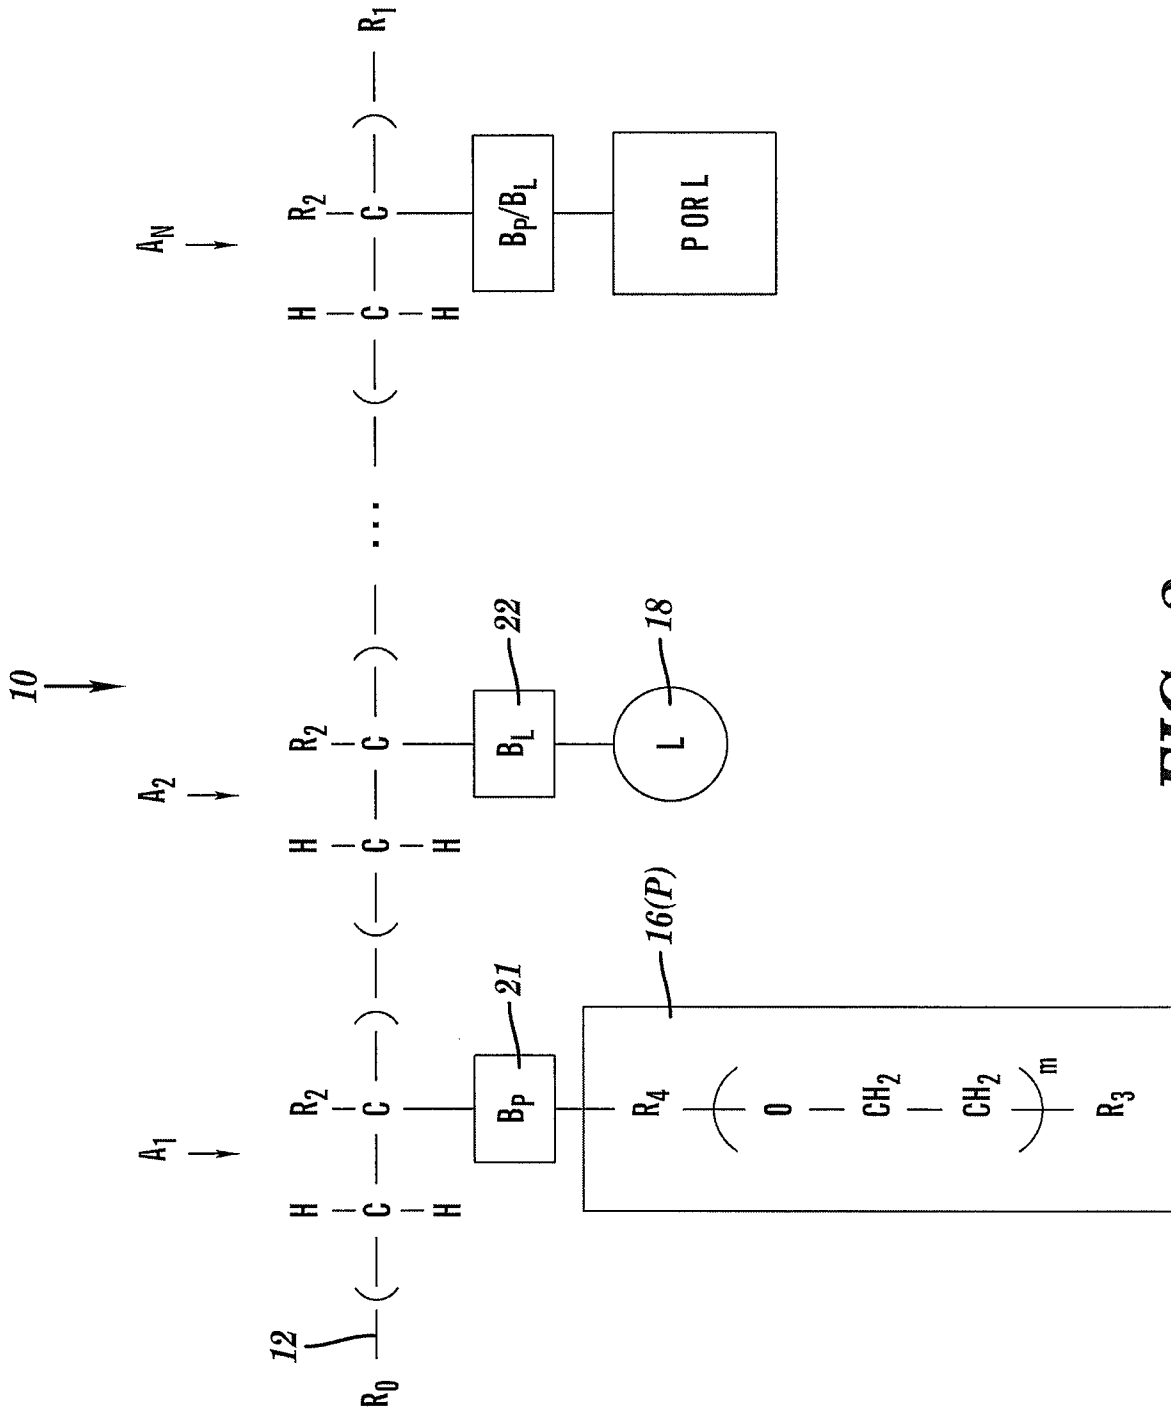 10
A1 A2 AN
H R2 H R2 H R2
R0 12 ( C C ) ( C C ) ... ( C C ) R1
H H H
BP 21 BL 22 BP/BL
R4 16(P) L 18 P OR L
( O
CH2
CH2 ) m
R3
FIG.